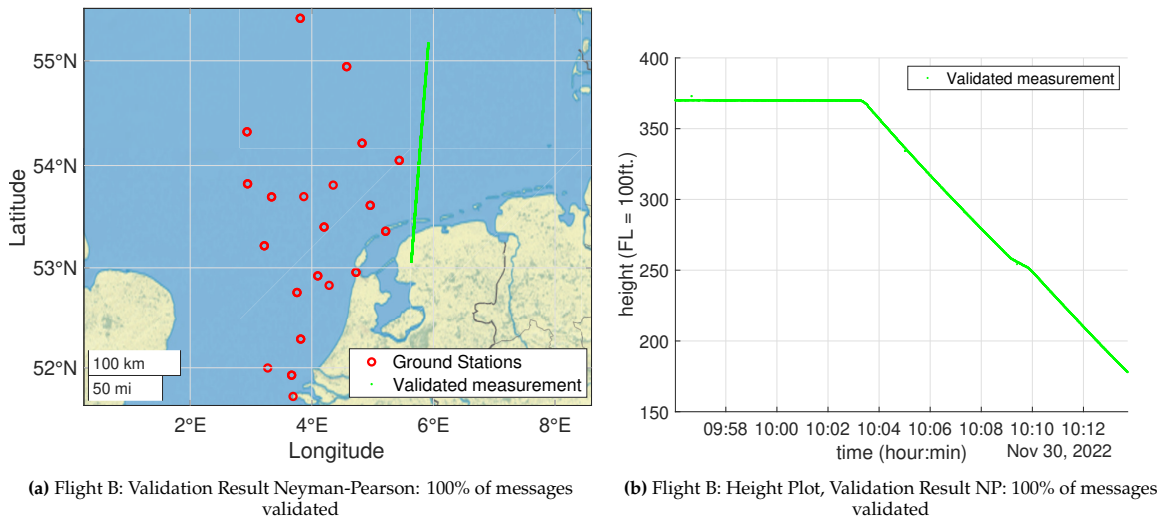 55°N
54°N
53°N
52°N
Latitude
100 km
50 mi
Ground Stations
Validated measurement
2°E 4°E 6°E 8°E
Longitude
(a) Flight B: Validation Result Neyman-Pearson: 100% of messages
validated
400
350
300
250
200
150
height (FL = 100ft.)
Validated measurement
09:58 10:00 10:02 10:04 10:06 10:08 10:10 10:12
time (hour:min) Nov 30, 2022
(b) Flight B: Height Plot, Validation Result NP: 100% of messages
validated